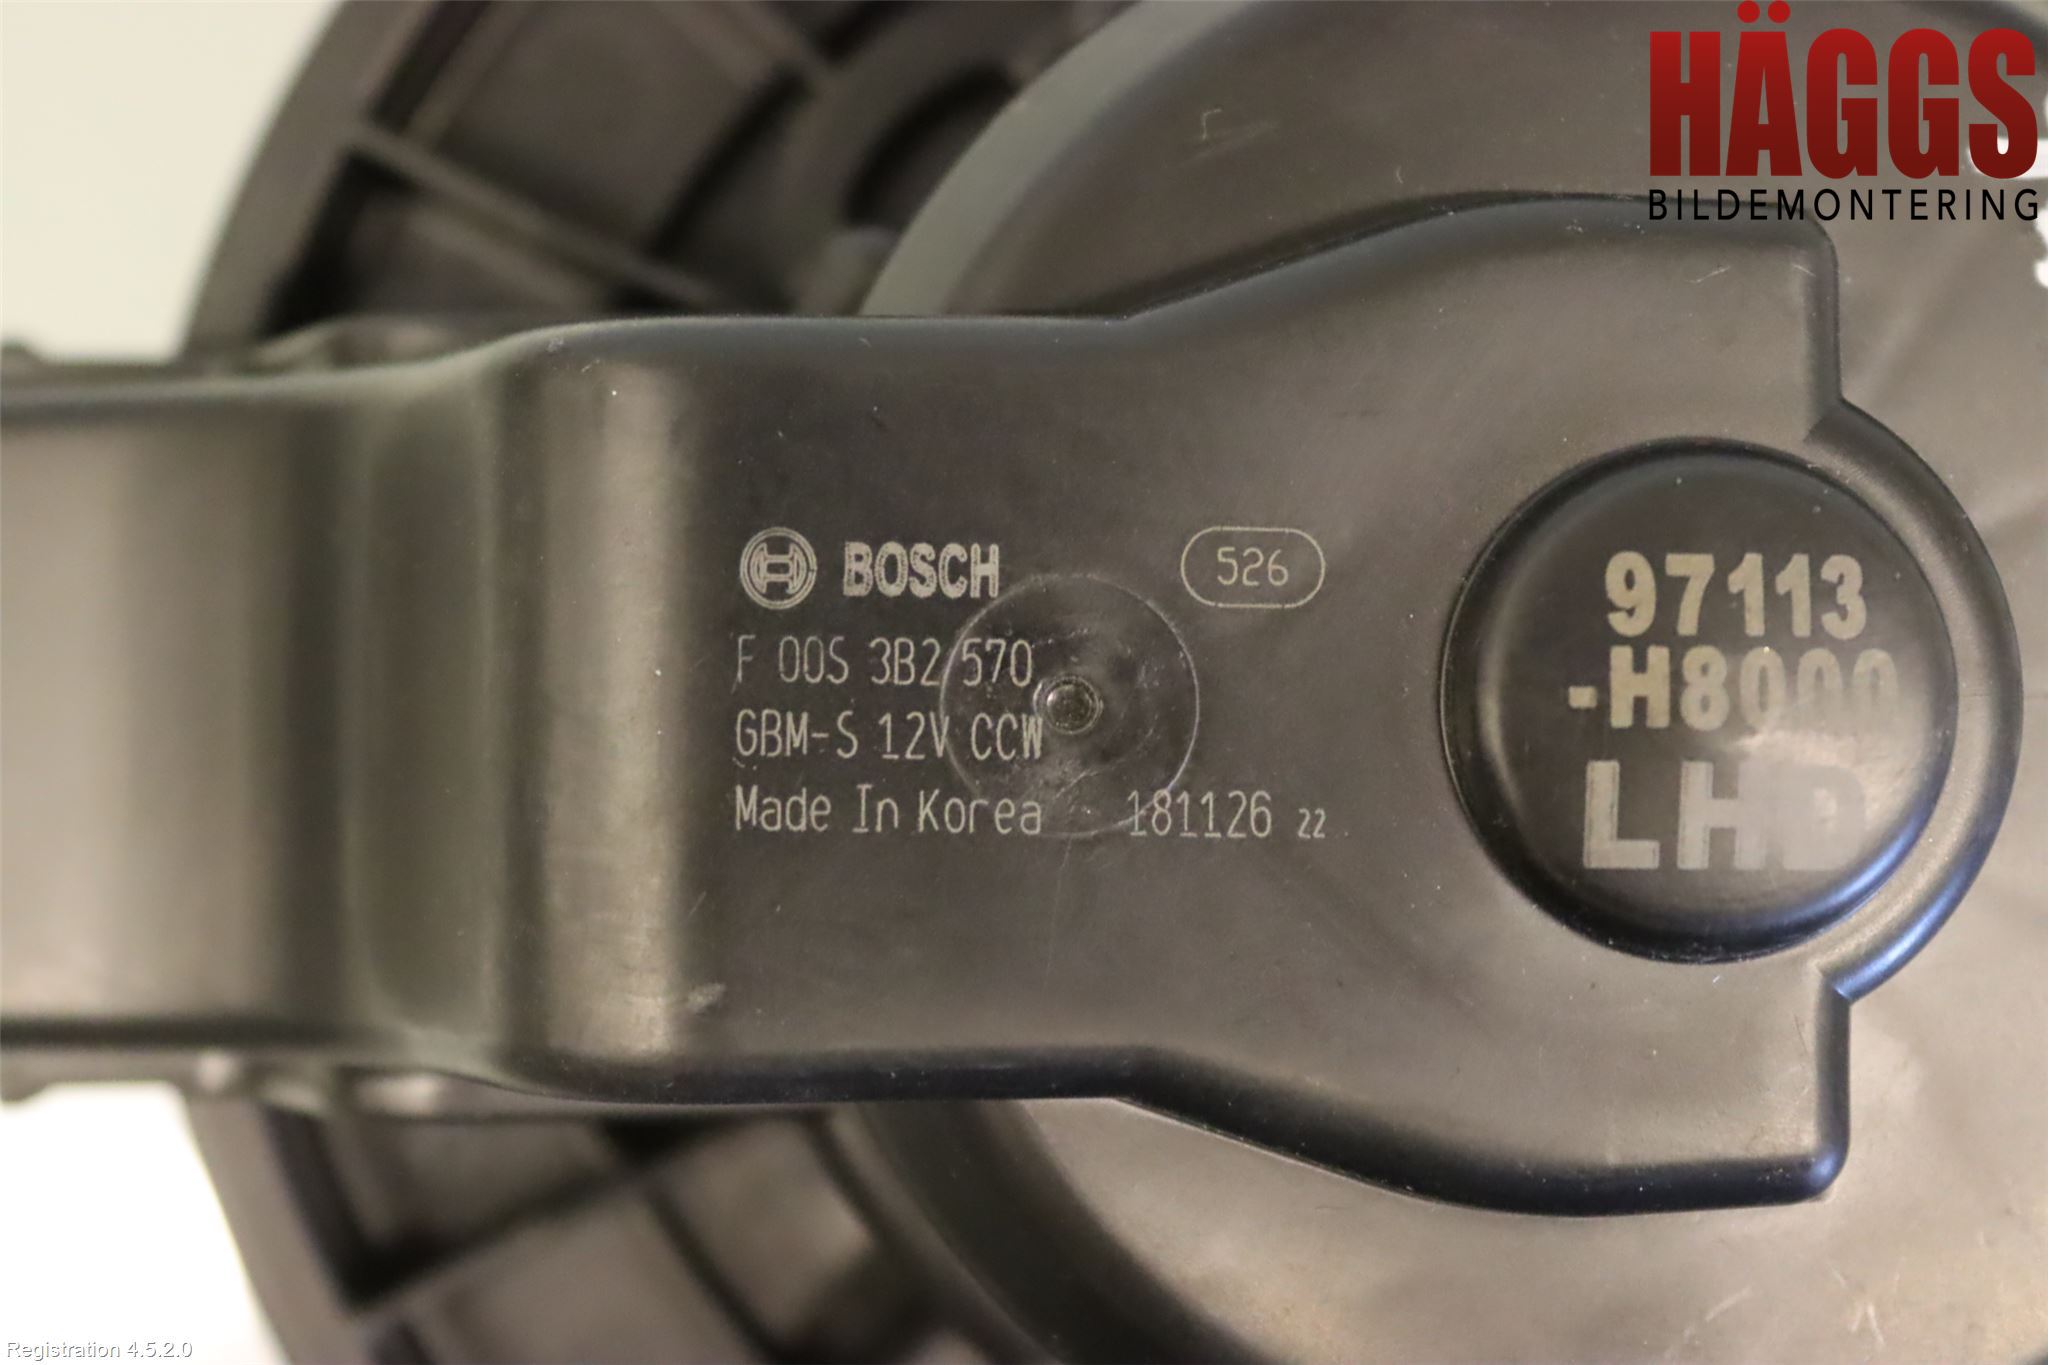 HÄGGS
BILDEMONTERING
BOSCH
526
F 00S 3B2 570
GBM-S 12V CCW
Made In Korea 181126 22
97113
-H8000
LHD
Registration 4.5.2.0